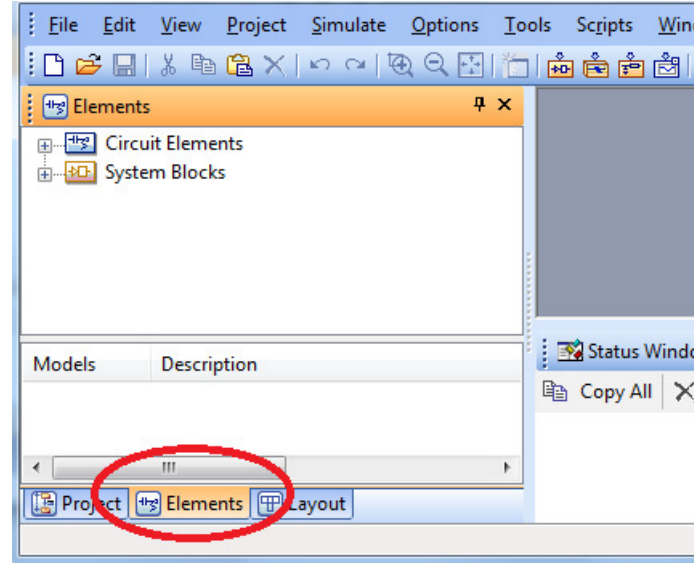 File Edit View Project Simulate Options Tools Scripts
Elements
Circuit Elements
System Blocks
Models Description
Status
Copy All
Project Elements Layout